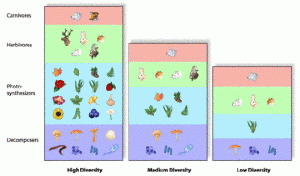 Carnivores
Herbivores
Photo-
synthesizers
Decomposers
High Diversity
Medium Diversity
Low Diversity